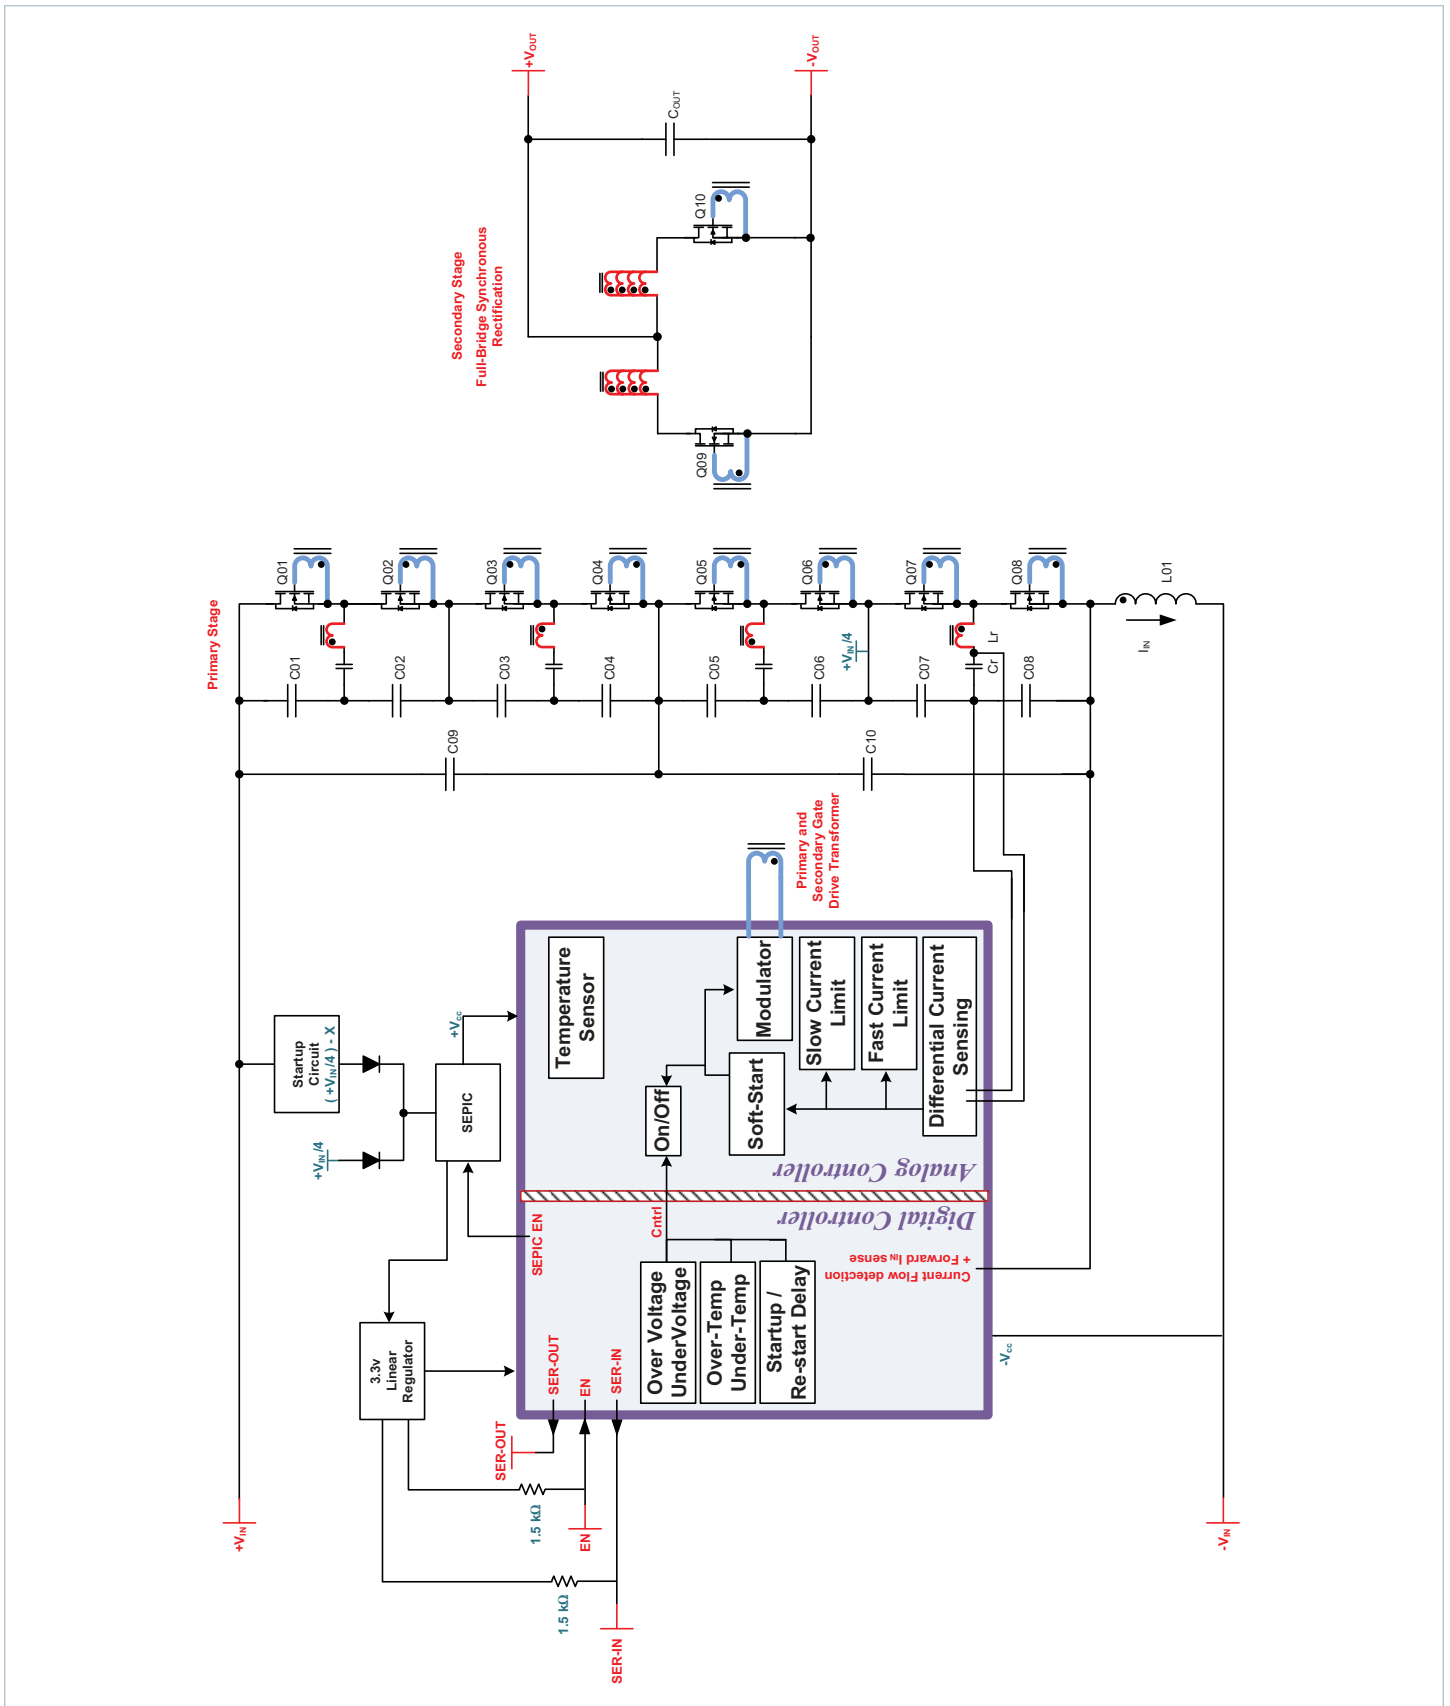 +VIN
Startup
Circuit
( +VIN/4 ) - X
+VIN/4
SEPIC
+Vcc
3.3v
Linear
Regulator
1.5 kΩ
1.5 kΩ
SER-IN
EN
SER-OUT
SER-OUT
EN
SER-IN
SEPIC EN
Cntrl
Over Voltage
UnderVoltage
Over-Temp
Under-Temp
Startup /
Re-start Delay
Digital Controller
Current Flow detection
+ Forward IIN sense
Analog Controller
On/Off
Soft-Start
Temperature
Sensor
Modulator
Slow Current
Limit
Fast Current
Limit
Differential Current
Sensing
-Vcc
-VIN
Primary and
Secondary Gate
Drive Transformer
Primary Stage
C09
C10
C01
C02
C03
C04
C05
C06
C07
C08
+VIN/4
Cr
Lr
Q01
Q02
Q03
Q04
Q05
Q06
Q07
Q08
IIN
L01
Secondary Stage
Full-Bridge Synchronous
Rectification
Q09
Q10
COUT
+VOUT
-VOUT